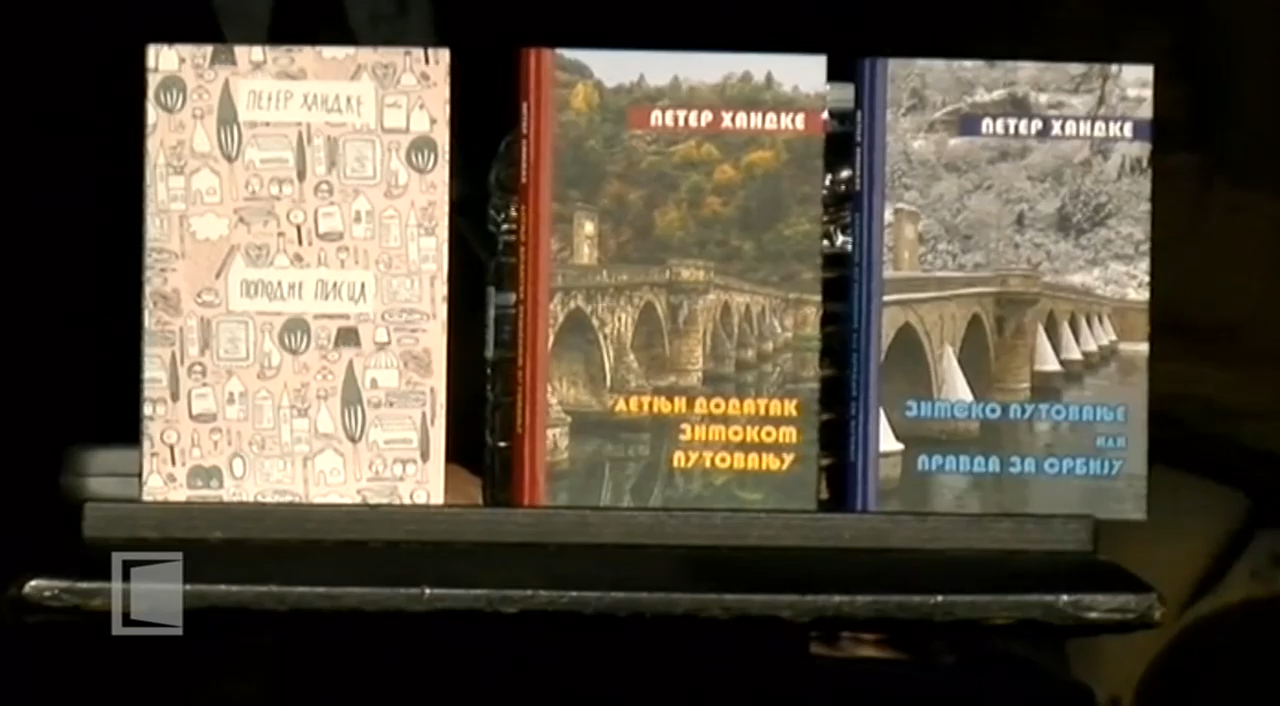 ПЕТЕР ХАНДКЕ
ПОПОДНЕ ПИСЦА
ПЕТЕР ХАНДКЕ
ЛЕТЊИ ДОДАТАК
ЗИМСКОМ
ПУТОВАЊУ
ПЕТЕР ХАНДКЕ
ЗИМСКО ПУТОВАЊЕ
ИЛИ
ПРАВДА ЗА СРБИЈУ